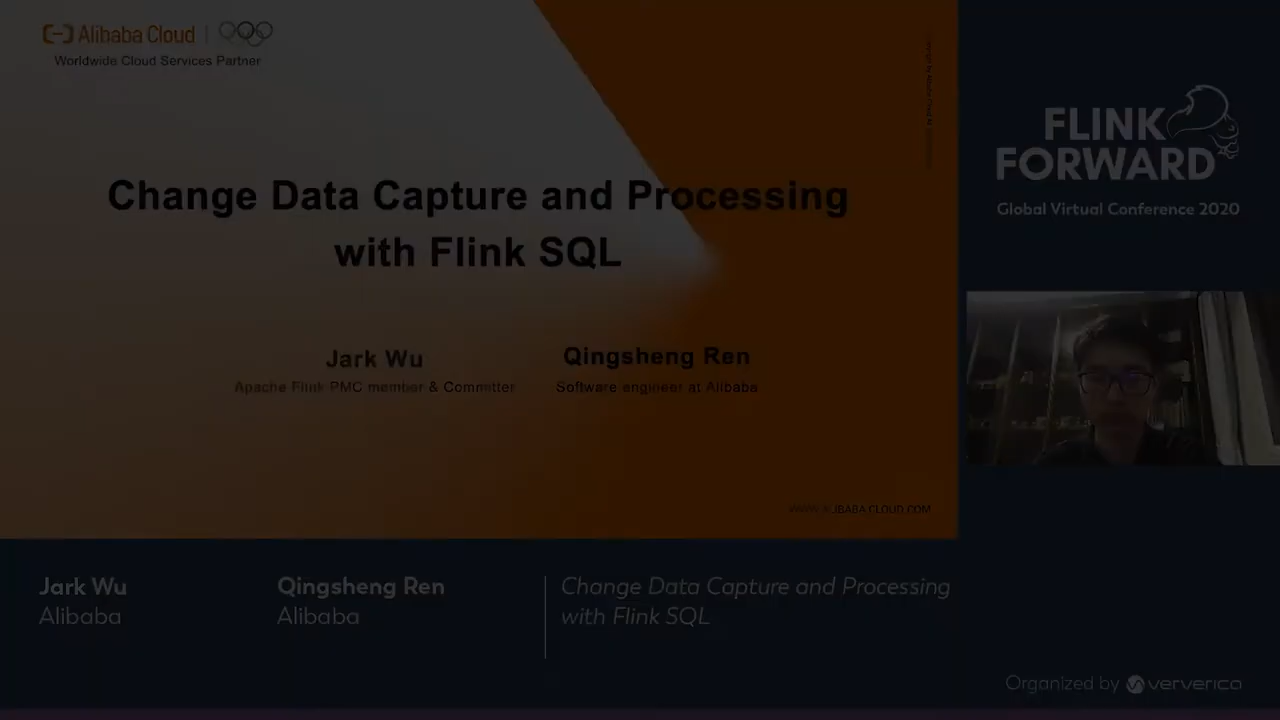 Alibaba Cloud
Worldwide Cloud Services Partner
Change Data Capture and Processing
with Flink SQL
Jark Wu
Qingsheng Ren
Apache Flink PMC member & Committer
Software engineer at Alibaba
WWW.ALIBABACLOUD.COM
FLINK
FORWARD
Global Virtual Conference 2020
Jark Wu
Alibaba
Qingsheng Ren
Alibaba
Change Data Capture and Processing
with Flink SQL
Organized by ververica